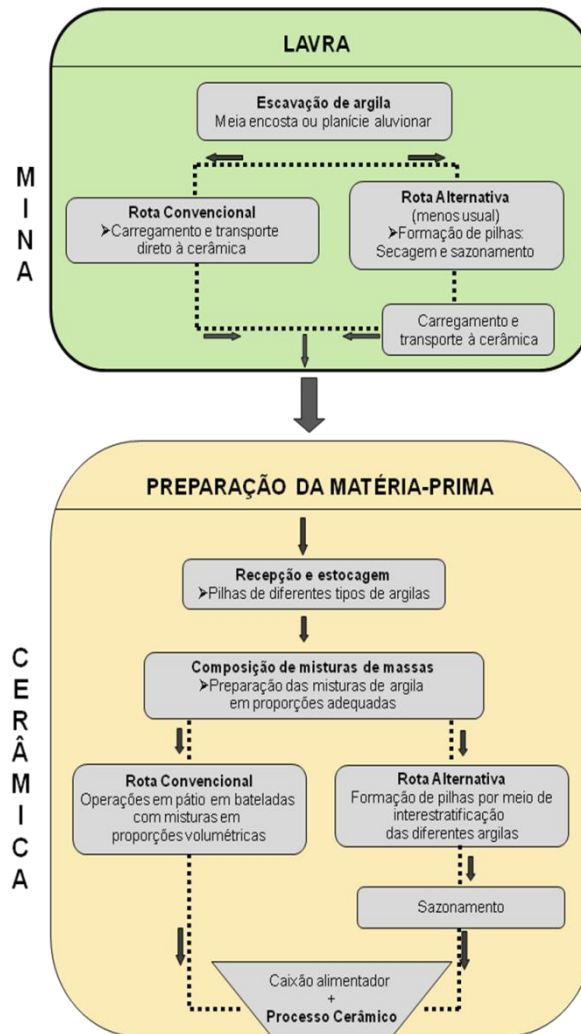 LAVRA
Escavação de argila
Meia encosta ou planície aluvionar
MINA
Rota Convencional
➤Carregamento e transporte
direto à cerâmica
Rota Alternativa
(menos usual)
➤Formação de pilhas:
Secagem e sazonamento
Carregamento e
transporte à cerâmica
PREPARAÇÃO DA MATÉRIA-PRIMA
Recepção e estocagem
➤Pilhas de diferentes tipos de argilas
CERÂMICA
Composição de misturas de massas
➤Preparação das misturas de argila
em proporções adequadas
Rota Convencional
Operações em pátio em bateladas
com misturas em
proporções volumétricas
Rota Alternativa
Formação de pilhas por meio de
interestratificação
das diferentes argilas
Sazonamento
Caixão alimentador
+
Processo Cerâmico